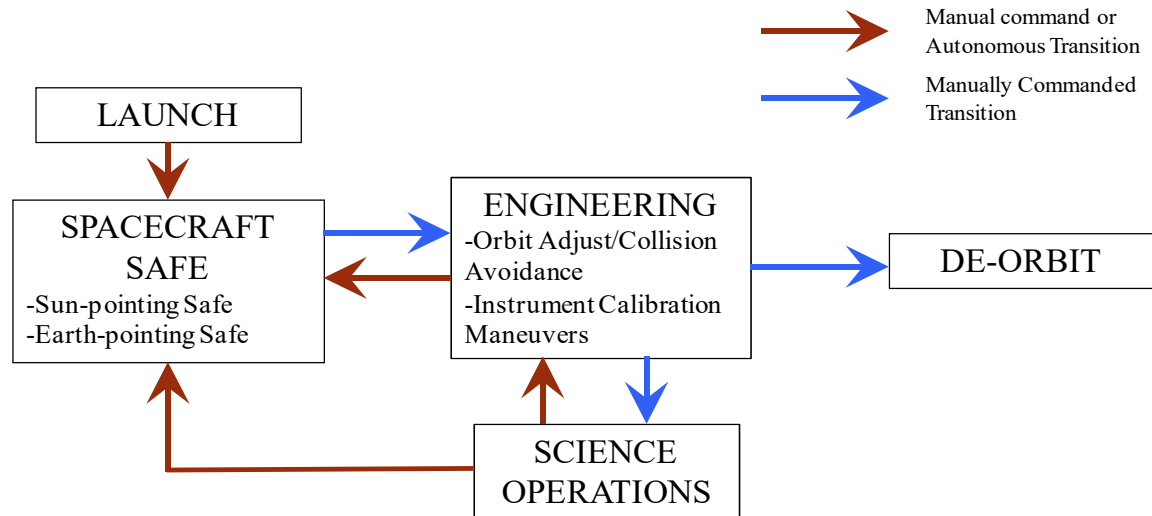 Manual command or
Autonomous Transition
Manually Commanded
Transition
LAUNCH
SPACECRAFT
SAFE
-Sun-pointing Safe
-Earth-pointing Safe
ENGINEERING
-Orbit Adjust/Collision
Avoidance
-Instrument Calibration
Maneuvers
DE-ORBIT
SCIENCE
OPERATIONS